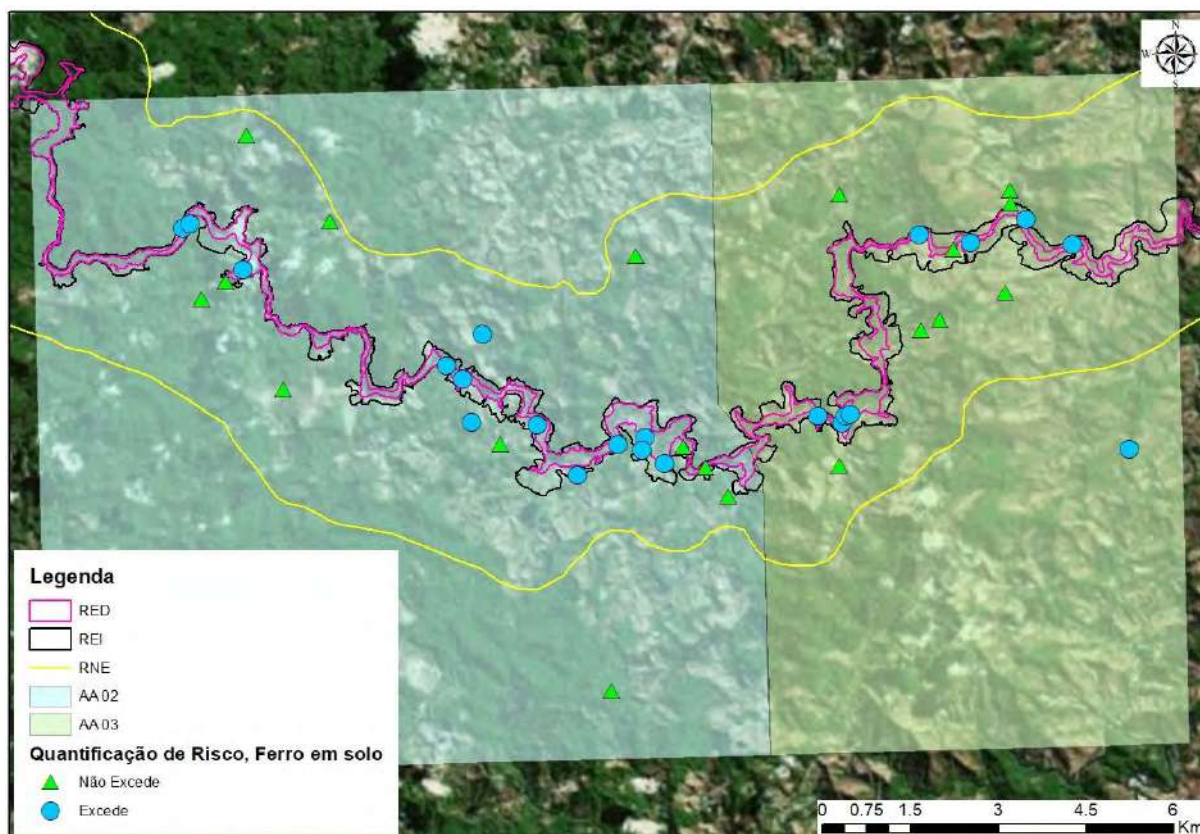 N
W
E
S
Legenda
RED
REI
RNE
AA 02
AA 03
Quantificação de Risco, Ferro em solo
Não Excede
Excede
0 0.75 1.5 3 4.5 6
Km